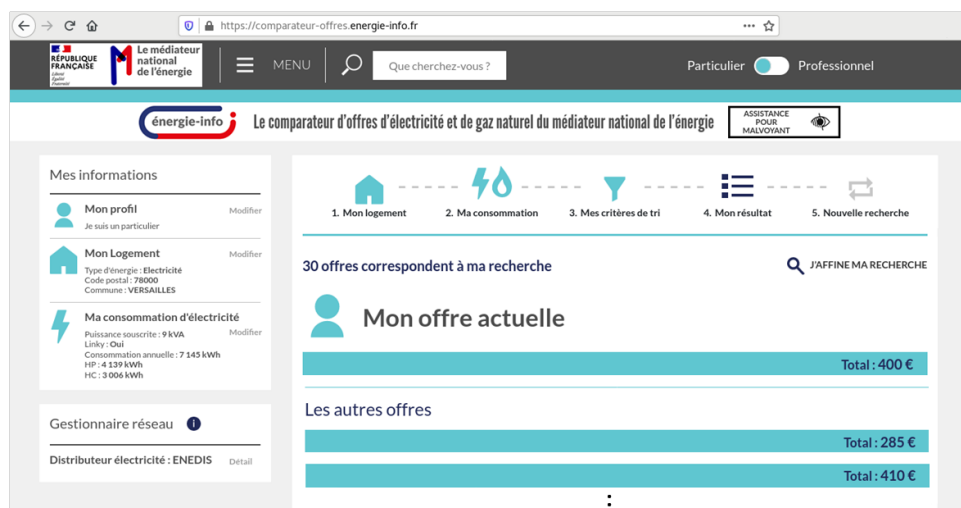 https://comparateur-offres.energie-info.fr
RÉPUBLIQUE
FRANÇAISE
Liberté
Égalité
Fraternité
Le médiateur
national
de l'énergie
MENU
Que cherchez-vous ?
Particulier
Professionnel
énergie-info
Le comparateur d'offres d'électricité et de gaz naturel du médiateur national de l'énergie
ASSISTANCE
POUR
MALVOYANT
Mes informations
Mon profil
Modifier
Je suis un particulier
Mon Logement
Modifier
Type d'énergie : Electricité
Code postal : 78000
Commune : VERSAILLES
Ma consommation d'électricité
Puissance souscrite : 9 kVA
Modifier
Linky : Oui
Consommation annuelle : 7 145 kWh
HP : 4 139 kWh
HC : 3 006 kWh
Gestionnaire réseau i
Distributeur électricité : ENEDIS
Détail
1. Mon logement
2. Ma consommation
3. Mes critères de tri
4. Mon résultat
5. Nouvelle recherche
30 offres correspondent à ma recherche
J'AFFINE MA RECHERCHE
Mon offre actuelle
Total : 400 €
Les autres offres
Total : 285 €
Total : 410 €
: